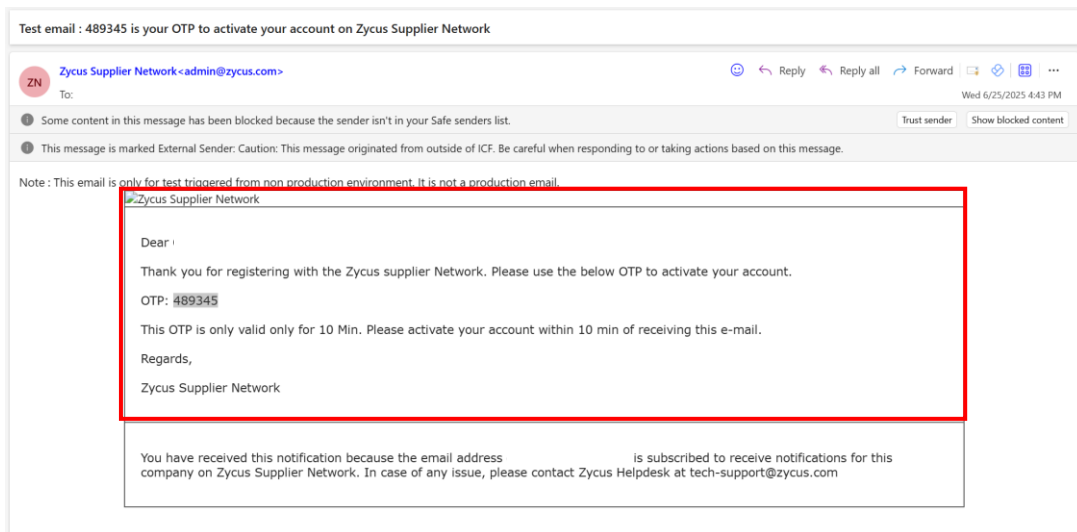 Test email : 489345 is your OTP to activate your account on Zycus Supplier Network
ZN
Zycus Supplier Network<admin@zycus.com>
Reply
Reply all
Forward
To:
Wed 6/25/2025 4:43 PM
Some content in this message has been blocked because the sender isn't in your Safe senders list.
Trust sender
Show blocked content
This message is marked External Sender: Caution: This message originated from outside of ICF. Be careful when responding to or taking actions based on this message.
Note : This email is only for test triggered from non production environment. It is not a production email.
Zycus Supplier Network
Dear
Thank you for registering with the Zycus supplier Network. Please use the below OTP to activate your account.
OTP: 489345
This OTP is only valid only for 10 Min. Please activate your account within 10 min of receiving this e-mail.
Regards,
Zycus Supplier Network
You have received this notification because the email address is subscribed to receive notifications for this
company on Zycus Supplier Network. In case of any issue, please contact Zycus Helpdesk at tech-support@zycus.com